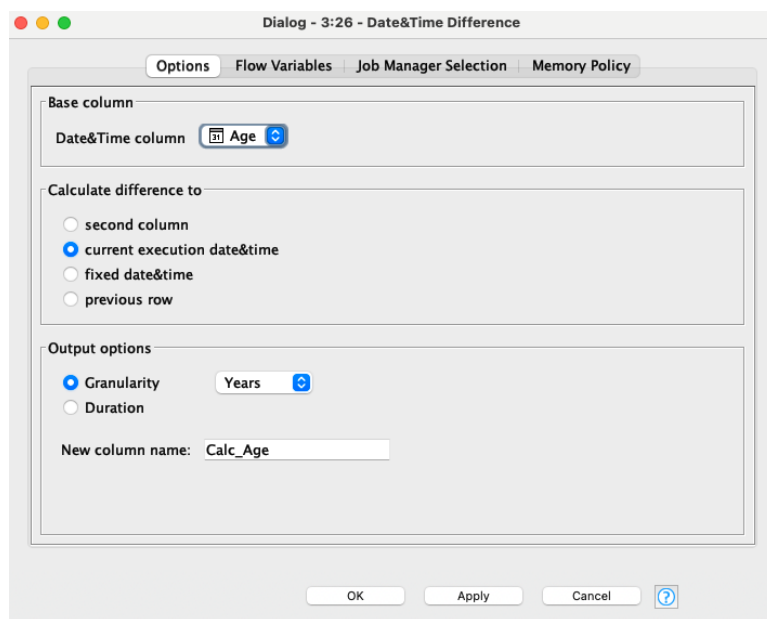 Dialog - 3:26 - Date&Time Difference
Options Flow Variables Job Manager Selection Memory Policy
Base column
Date&Time column 31 Age
Calculate difference to
second column
current execution date&time
fixed date&time
previous row
Output options
Granularity Years
Duration
New column name: Calc_Age
OK Apply Cancel ?